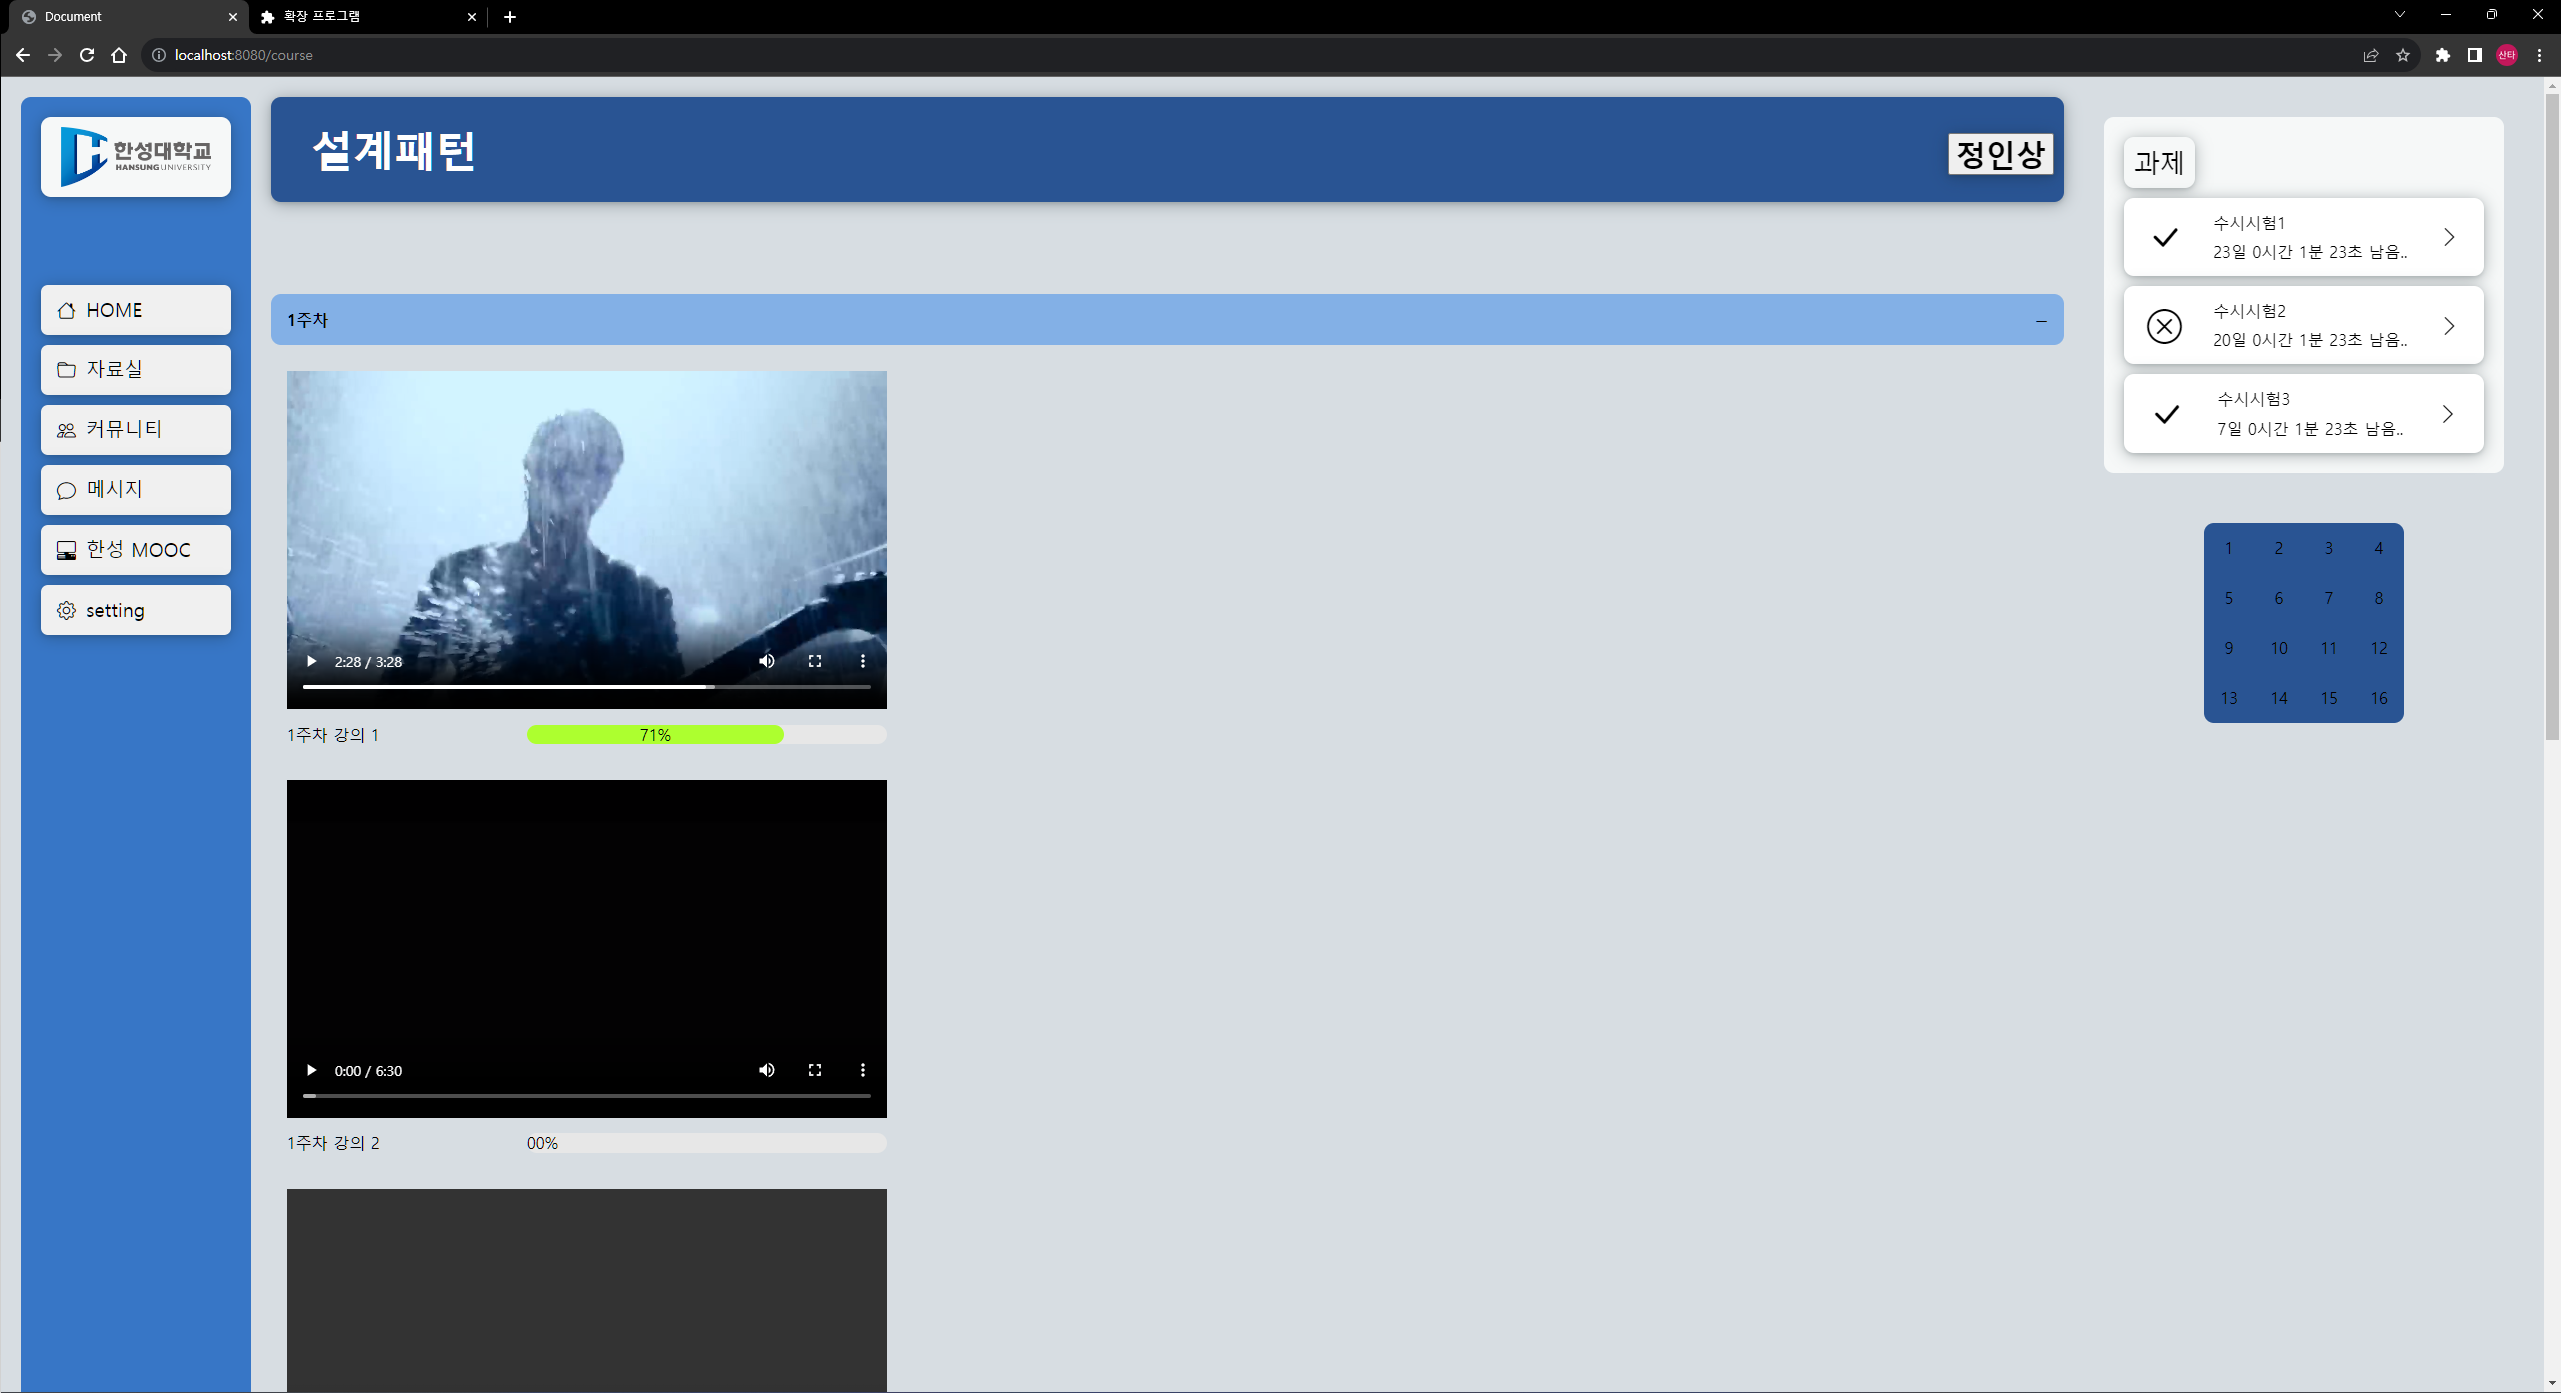 Document
확장 프로그램
localhost:8080/course
산타
한성대학교
HANSUNG UNIVERSITY
HOME
자료실
커뮤니티
메시지
한성 MOOC
setting
설계패턴
정인상
1주차
2:28 / 3:28
1주차 강의 1
71%
0:00 / 6:30
1주차 강의 2
00%
과제
수시시험1
23일 0시간 1분 23초 남음..
수시시험2
20일 0시간 1분 23초 남음..
수시시험3
7일 0시간 1분 23초 남음..
1 2 3 4
5 6 7 8
9 10 11 12
13 14 15 16